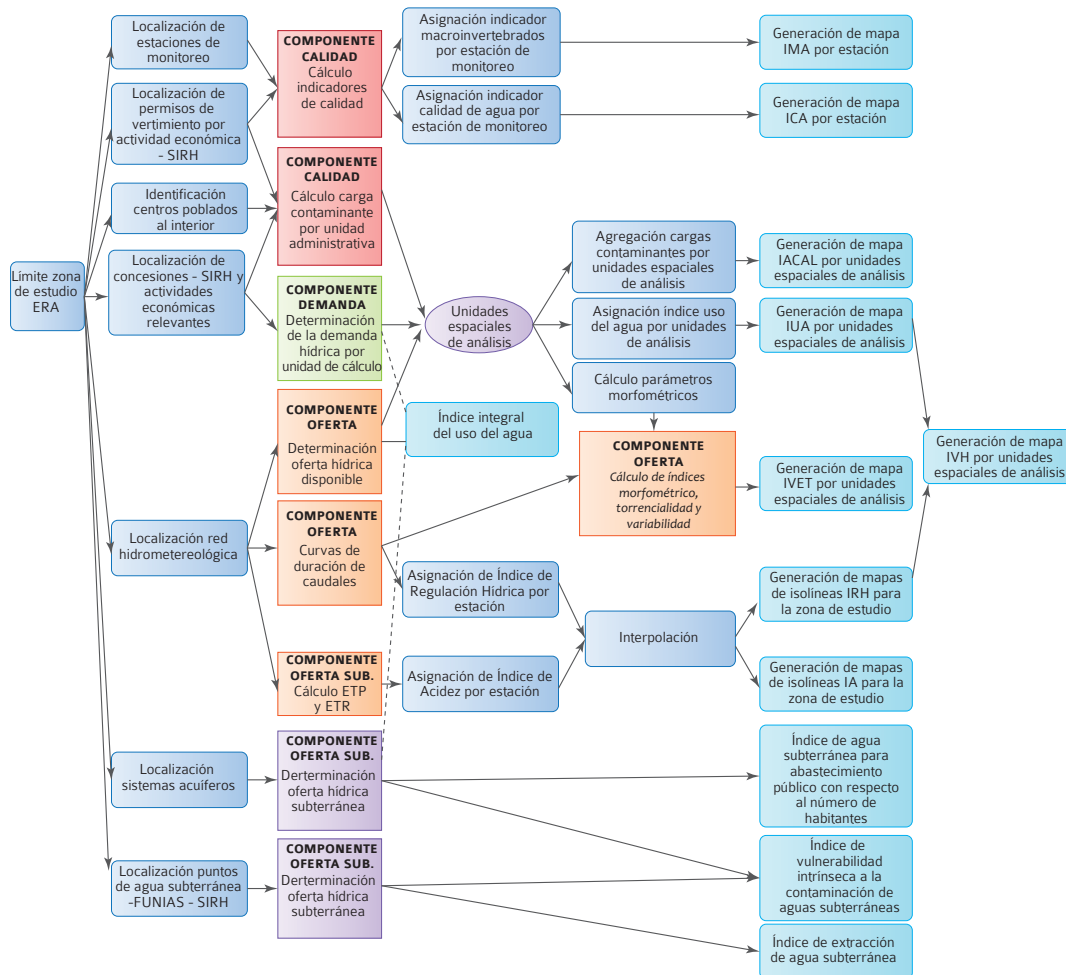 Límite zona
de estudio
ERA
Localización de
estaciones de
monitoreo
Localización de
permisos de
vertimiento por
actividad económica
- SIRH
Identificación
centros poblados
al interior
Localización de
concesiones - SIRH y
actividades
económicas
relevantes
Localización red
hidrometereológica
Localización
sistemas acuíferos
Localización puntos
de agua subterránea
-FUNIAS - SIRH
COMPONENTE
CALIDAD
Cálculo
indicadores
de calidad
COMPONENTE
CALIDAD
Cálculo carga
contaminante
por unidad
administrativa
COMPONENTE
DEMANDA
Determinación
de la demanda
hídrica por
unidad de cálculo
COMPONENTE
OFERTA
Determinación
oferta hídrica
disponible
COMPONENTE
OFERTA
Curvas de
duración de
caudales
COMPONENTE
OFERTA SUB.
Cálculo ETP
y ETR
COMPONENTE
OFERTA SUB.
Derterminación
oferta hídrica
subterránea
COMPONENTE
OFERTA SUB.
Derterminación
oferta hídrica
subterránea
Asignación indicador
macroinvertebrados
por estación de
monitoreo
Asignación indicador
calidad de agua por
estación de monitoreo
Unidades
espaciales
de análisis
Índice integral
del uso del agua
Asignación de Índice de
Regulación Hídrica por
estación
Asignación de Índice de
Acidez por estación
Agregación cargas
contaminantes por
unidades espaciales
de análisis
Asignación índice uso
del agua por unidades
de análisis
Cálculo parámetros
morfométricos
COMPONENTE
OFERTA
Cálculo de índices
morfométrico,
torrencialidad y
variabilidad
Interpolación
Generación de mapa
IMA por estación
Generación de mapa
ICA por estación
Generación de mapa
IACAL por unidades
espaciales de análisis
Generación de mapa
IUA por unidades
espaciales de análisis
Generación de mapa
IVET por unidades
espaciales de análisis
Generación de mapas
de isolíneas IRH para
la zona de estudio
Generación de mapas
de isolíneas IA para la
zona de estudio
Índice de agua
subterránea para
abastecimiento
público con respecto
al número de
habitantes
Índice de
vulnerabilidad
intrínseca a la
contaminación de
aguas subterráneas
Índice de extracción
de agua subterránea
Generación de mapa
IVH por unidades
espaciales de análisis